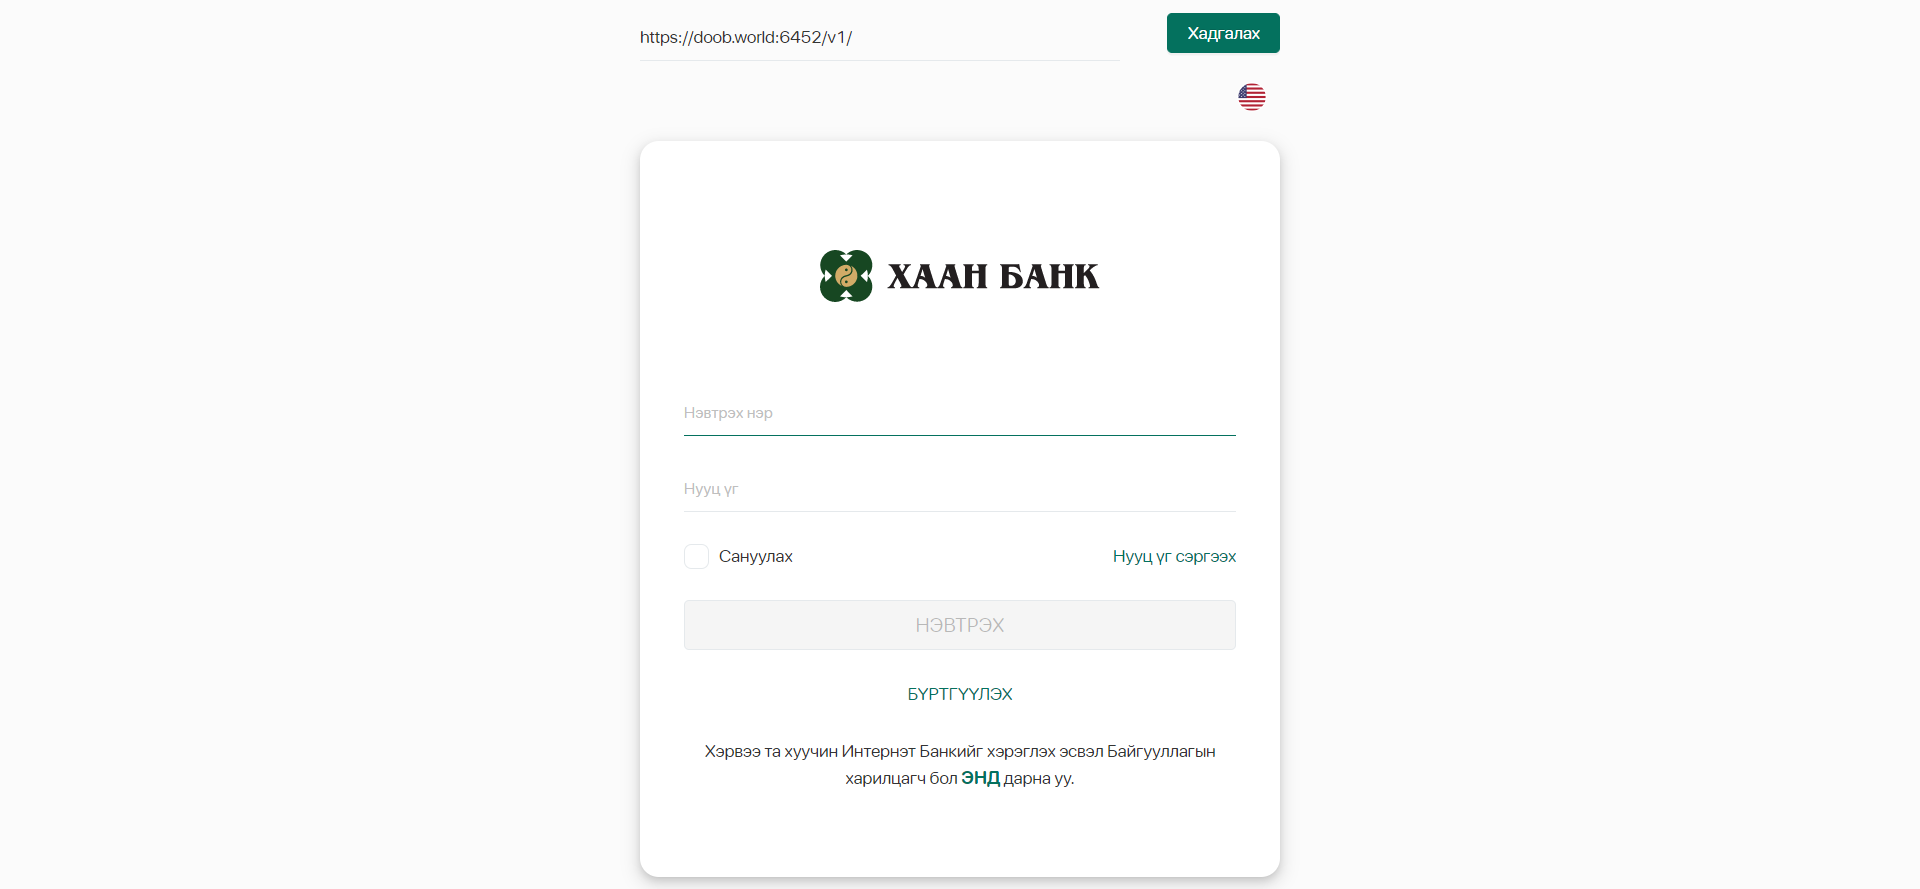 https://doob.world:6452/v1/
Хадгалах
ХААН БАНК
Нэвтрэх нэр
Нууц үг
Сануулах
Нууц үг сэргээх
НЭВТРЭХ
БҮРТГҮҮЛЭХ
Хэрвээ та хуучин Интернэт Банкийг хэрэглэх эсвэл Байгууллагын
харилцагч бол ЭНД дарна уу.